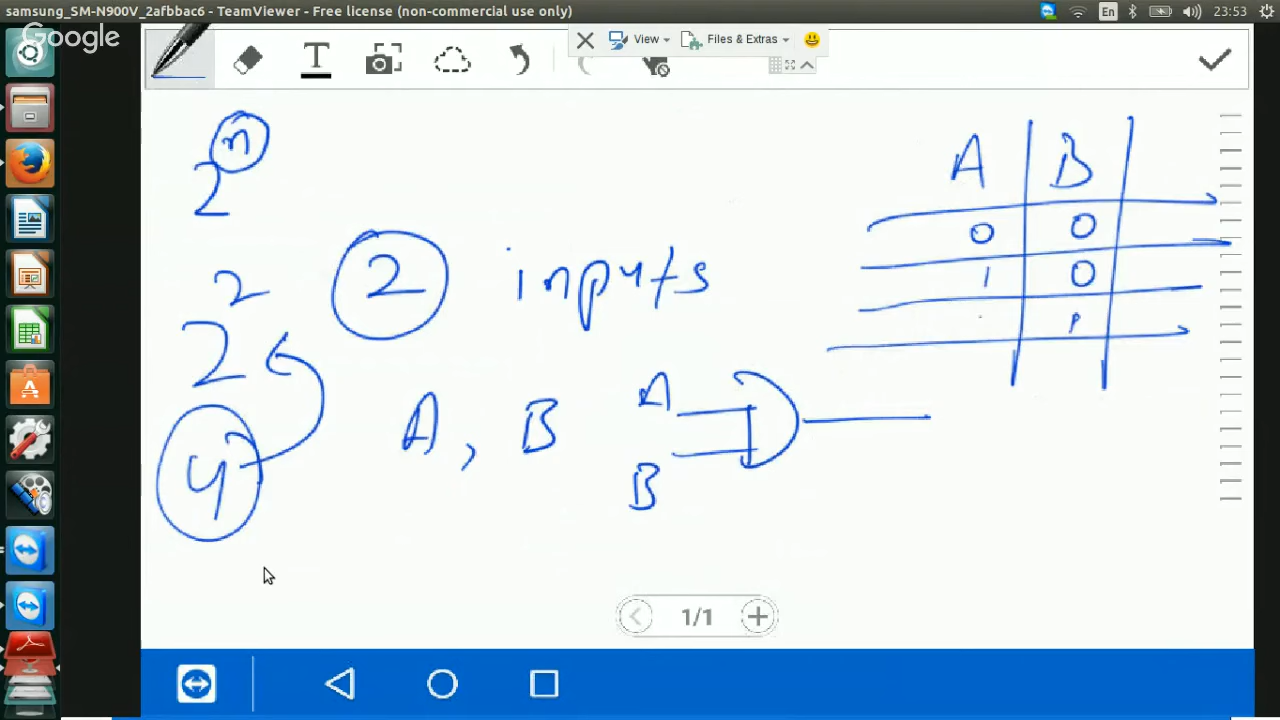 samsung_SM-N900V_2afbbac6 - TeamViewer - Free license (non-commercial use only)
En
23:53
Google
T
View
Files & Extras
2^n
2^2
2 inputs
4
A, B
A
B
A B
0 0
1 0
1/1